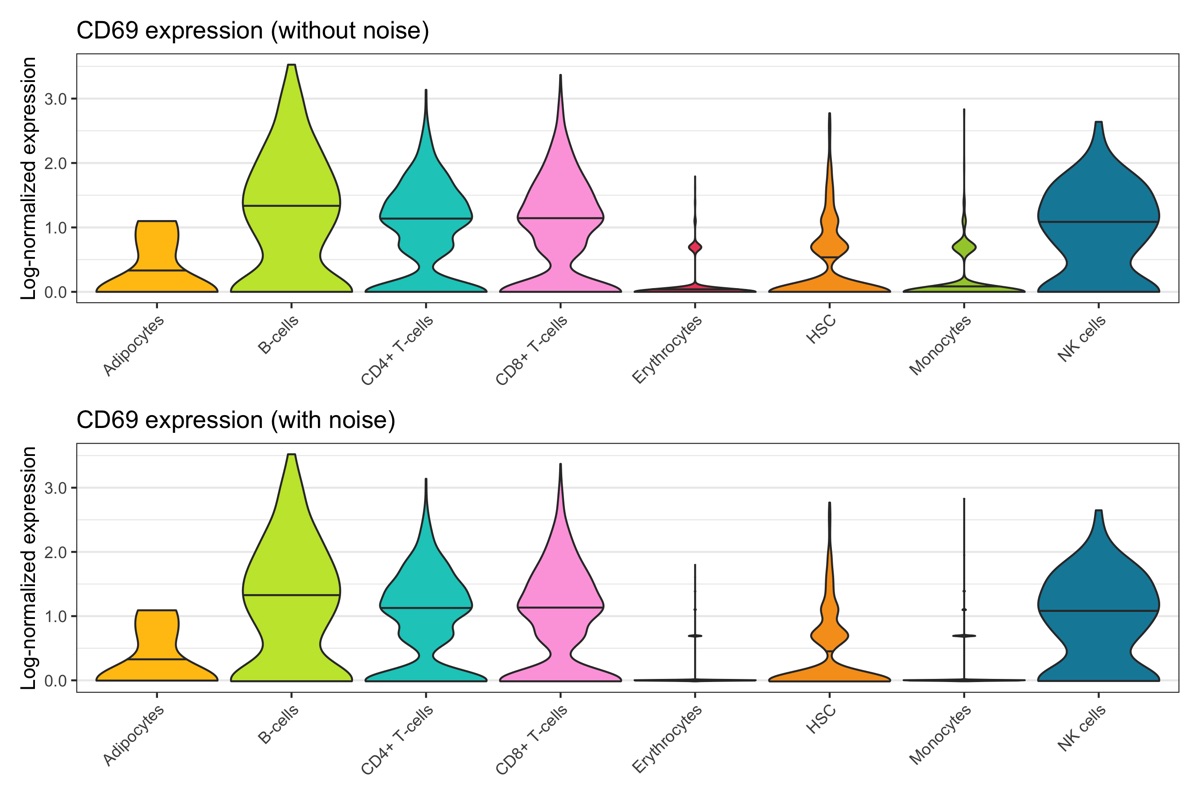 CD69 expression (without noise)
Log-normalized expression
3.0
2.0
1.0
0.0
Adipocytes
B-cells
CD4+ T-cells
CD8+ T-cells
Erythrocytes
HSC
Monocytes
NK cells
CD69 expression (with noise)
Log-normalized expression
3.0
2.0
1.0
0.0
Adipocytes
B-cells
CD4+ T-cells
CD8+ T-cells
Erythrocytes
HSC
Monocytes
NK cells